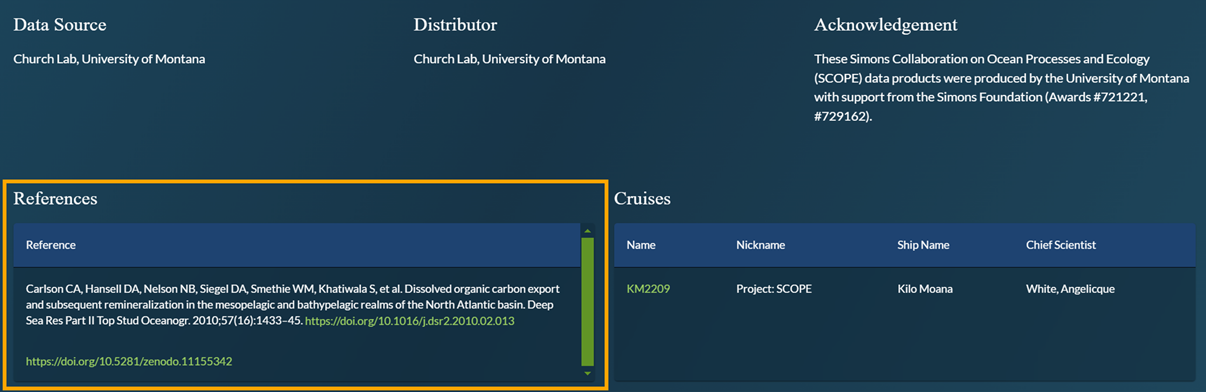 Data Source
Church Lab, University of Montana
Distributor
Church Lab, University of Montana
Acknowledgement
These Simons Collaboration on Ocean Processes and Ecology
(SCOPE) data products were produced by the University of Montana
with support from the Simons Foundation (Awards #721221,
#729162).
References
Reference
Carlson CA, Hansell DA, Nelson NB, Siegel DA, Smethie WM, Khatiwala S, et al. Dissolved organic carbon export
and subsequent remineralization in the mesopelagic and bathypelagic realms of the North Atlantic basin. Deep
Sea Res Part II Top Stud Oceanogr. 2010;57(16):1433–45. https://doi.org/10.1016/j.dsr2.2010.02.013
https://doi.org/10.5281/zenodo.11155342
Cruises
Name Nickname Ship Name Chief Scientist
KM2209 Project: SCOPE Kilo Moana White, Angelicque